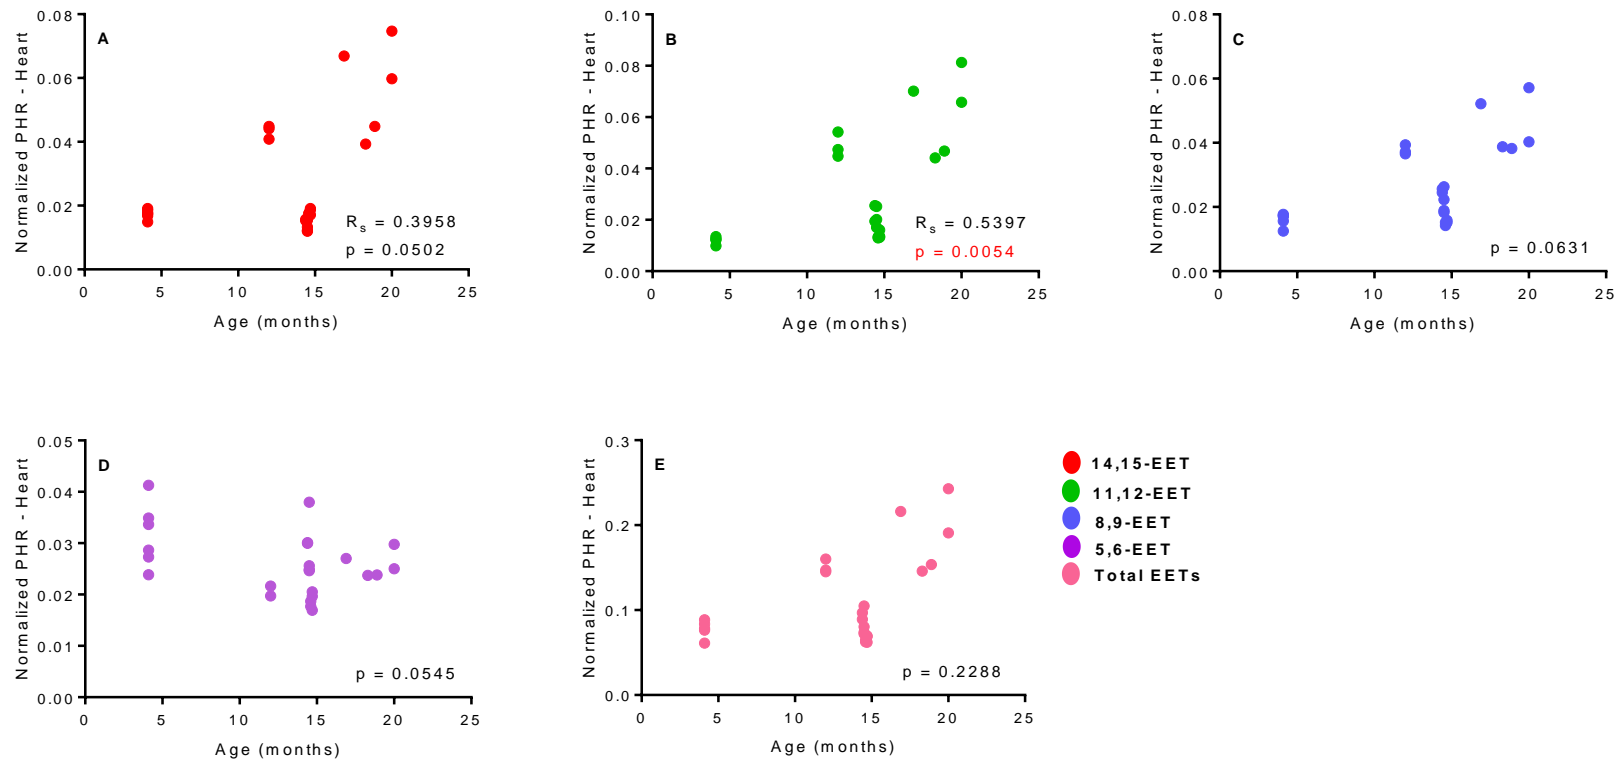 A
Normalized PHR - Heart
0.08
0.06
0.04
0.02
0.00
Rs = 0.3958
p = 0.0502
0 5 10 15 20 25
Age (months)
B
Normalized PHR - Heart
0.10
0.08
0.06
0.04
0.02
0.00
Rs = 0.5397
p = 0.0054
0 5 10 15 20 25
Age (months)
C
Normalized PHR - Heart
0.08
0.06
0.04
0.02
0.00
p = 0.0631
0 5 10 15 20 25
Age (months)
D
Normalized PHR - Heart
0.05
0.04
0.03
0.02
0.01
0.00
p = 0.0545
0 5 10 15 20 25
Age (months)
E
Normalized PHR - Heart
0.3
0.2
0.1
0.0
p = 0.2288
0 5 10 15 20 25
Age (months)
14,15-EET
11,12-EET
8,9-EET
5,6-EET
Total EETs